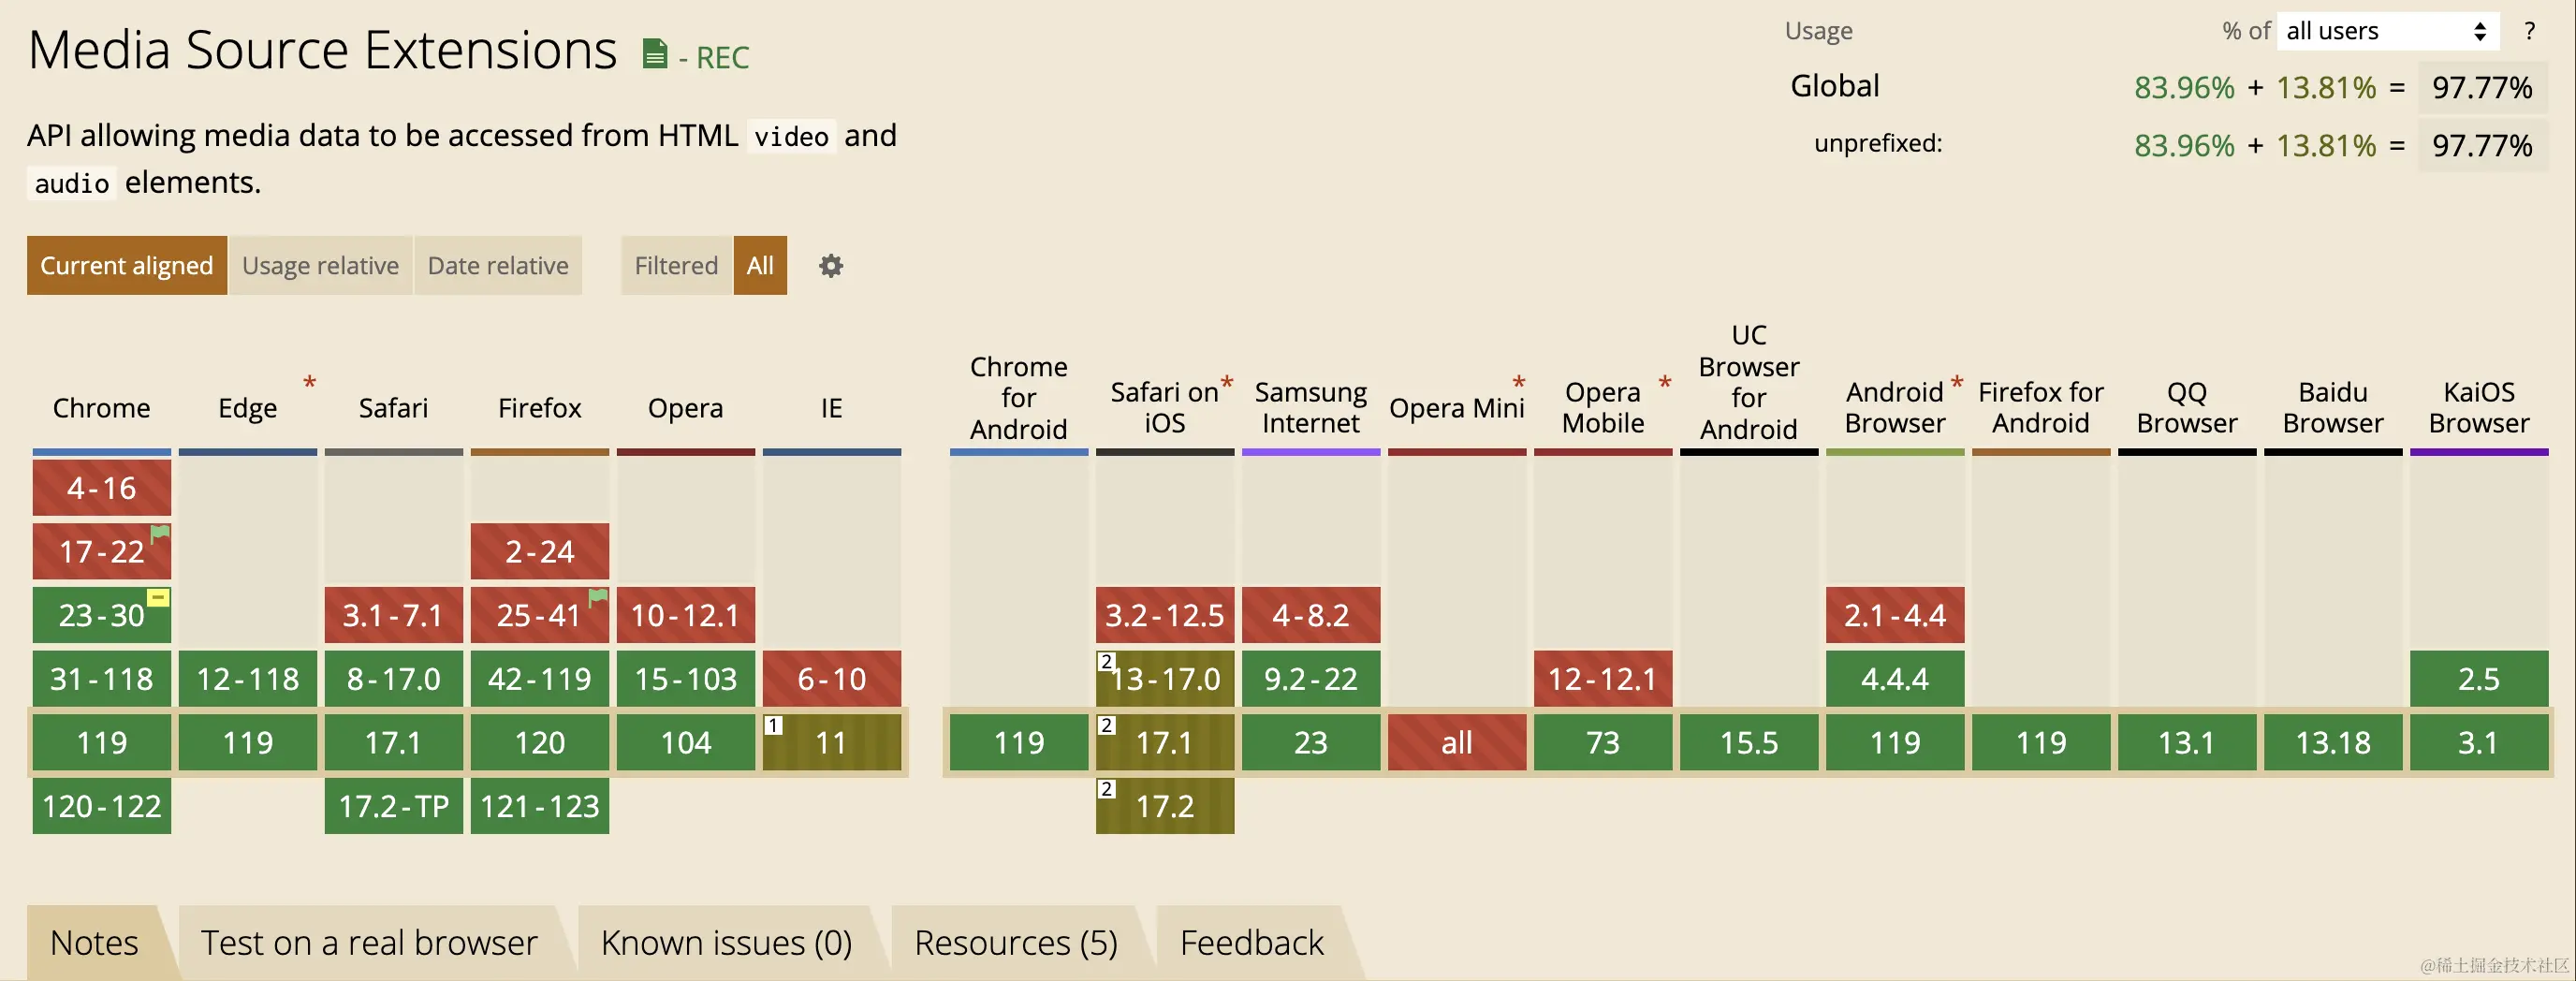 Media Source Extensions - REC
API allowing media data to be accessed from HTML video and
audio elements.
Usage % of all users ?
Global 83.96% + 13.81% = 97.77%
unprefixed: 83.96% + 13.81% = 97.77%
Current aligned Usage relative Date relative Filtered All
Chrome
Edge *
Safari
Firefox
Opera
IE
Chrome
for
Android
Safari on *
iOS
Samsung
Internet
Opera Mini *
Opera *
Mobile
UC
Browser
for
Android
Android *
Browser
Firefox for
Android
QQ
Browser
Baidu
Browser
KaiOS
Browser
4-16
17-22 2-24
23-30 3.1-7.1 25-41 10-12.1 3.2-12.5 4-8.2 2.1-4.4
31-118 12-118 8-17.0 42-119 15-103 6-10 2 13-17.0 9.2-22 12-12.1 4.4.4 2.5
119 119 17.1 120 104 1 11 119 2 17.1 23 all 73 15.5 119 119 13.1 13.18 3.1
120-122 17.2-TP 121-123 2 17.2
Notes Test on a real browser Known issues (0) Resources (5) Feedback
@稀土掘金技术社区